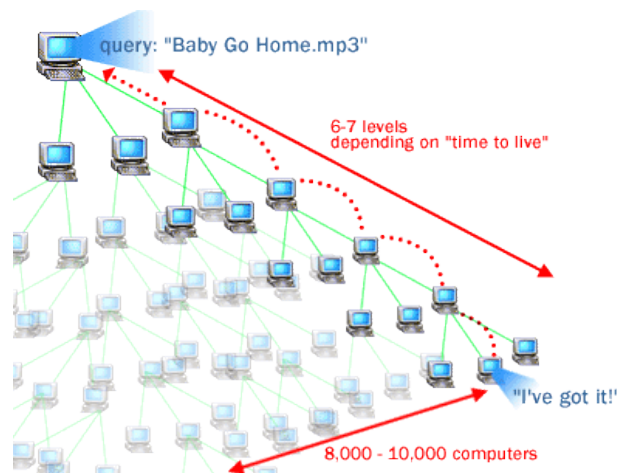 query: "Baby Go Home.mp3"
6-7 levels
depending on "time to live"
"I've got it!"
8,000 - 10,000 computers